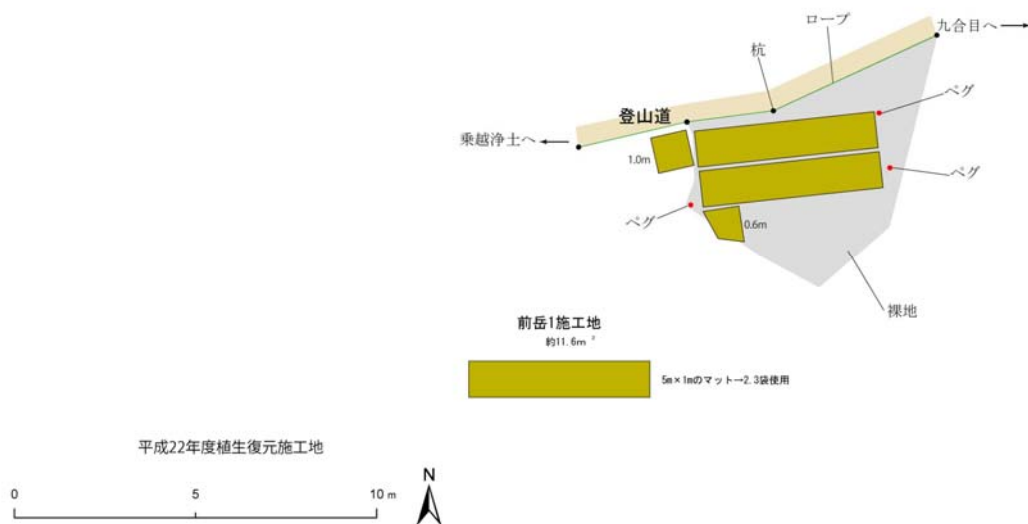 九合目へ
ロープ
杭
ペグ
登山道
乗越浄土へ
1.0m
ペグ
ペグ
0.6m
裸地
前岳1施工地
約11.6m²
5m×1mのマット→2.3袋使用
平成22年度植生復元施工地
N
0 5 10 m